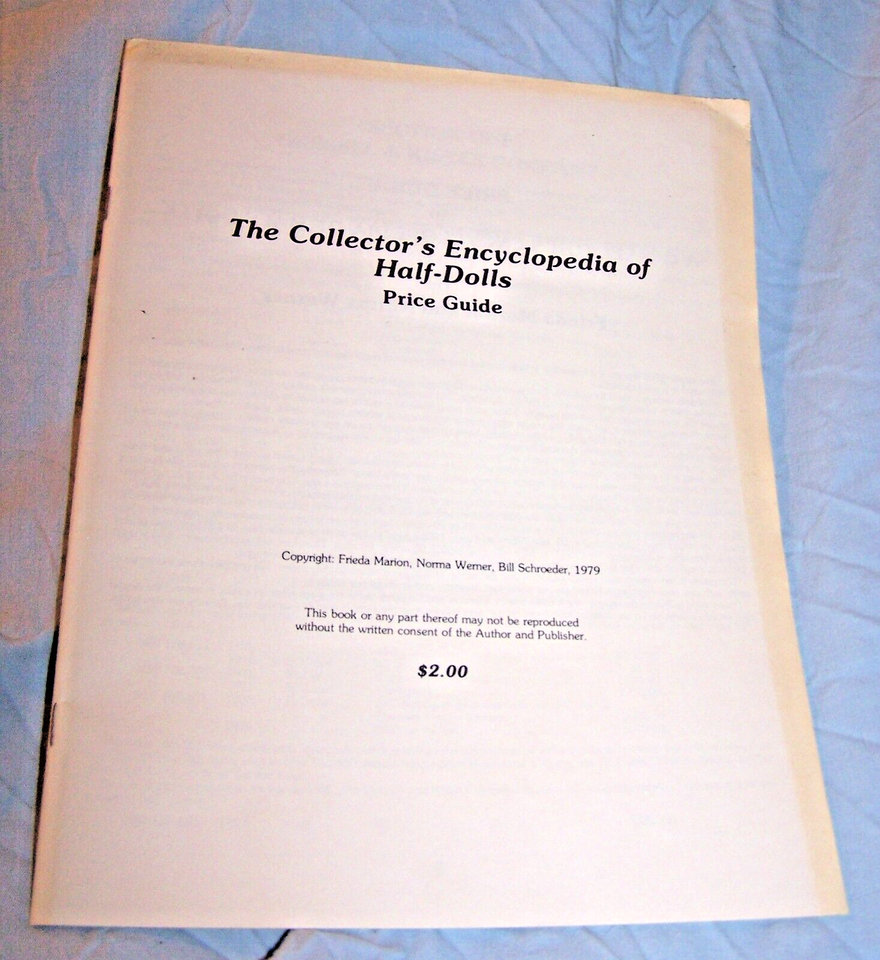 The Collector's Encyclopedia of
Half-Dolls
Price Guide
Copyright: Frieda Marion, Norma Werner, Bill Schroeder, 1979
This book or any part thereof may not be reproduced
without the written consent of the Author and Publisher.
$2.00